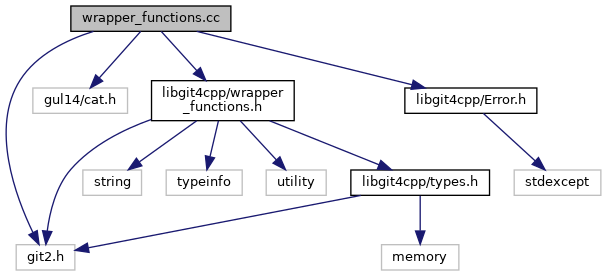 wrapper_functions.cc
gul14/cat.h
libgit4cpp/wrapper
_functions.h
libgit4cpp/Error.h
string
typeinfo
utility
libgit4cpp/types.h
stdexcept
git2.h
memory